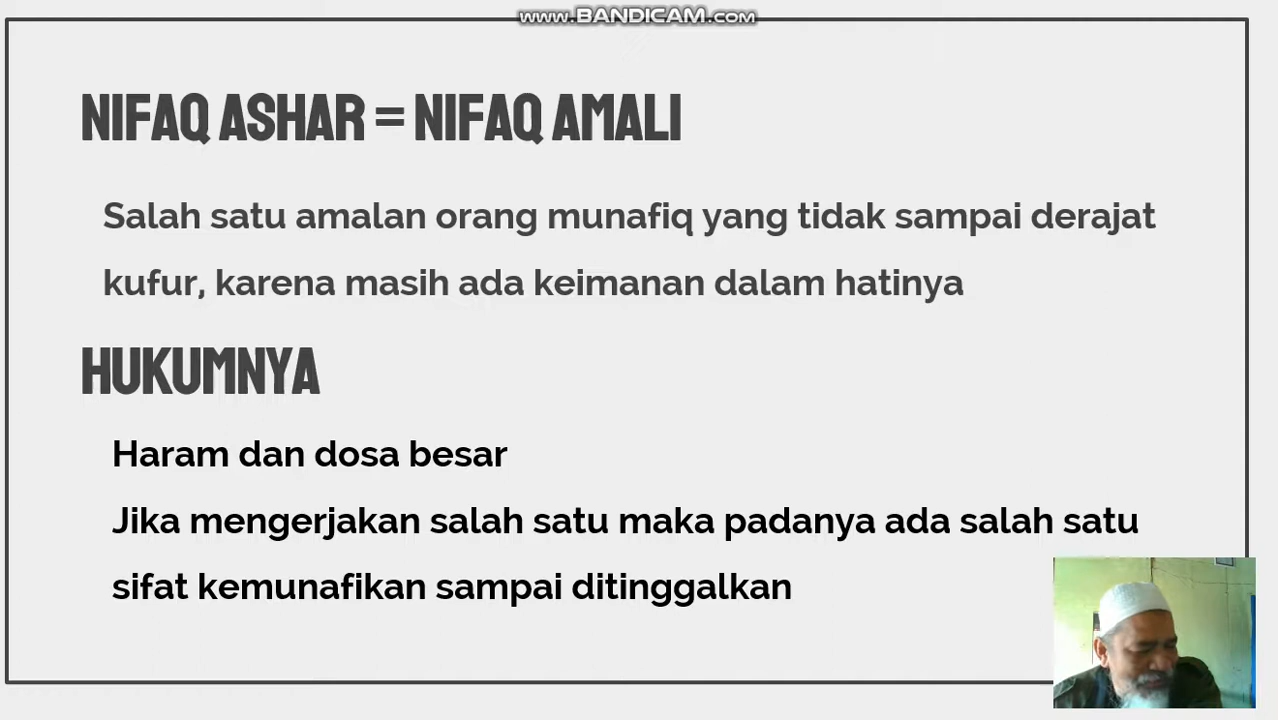 www.BANDICAM.com
NIFAQ ASHAR = NIFAQ AMALI
Salah satu amalan orang munafiq yang tidak sampai derajat
kufur, karena masih ada keimanan dalam hatinya
HUKUMNYA
Haram dan dosa besar
Jika mengerjakan salah satu maka padanya ada salah satu
sifat kemunafikan sampai ditinggalkan